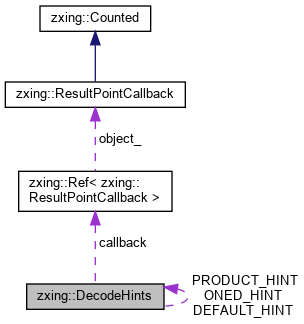 zxing::Counted
zxing::ResultPointCallback
object_
zxing::Ref< zxing::
ResultPointCallback >
callback
PRODUCT_HINT
ONED_HINT
DEFAULT_HINT
zxing::DecodeHints